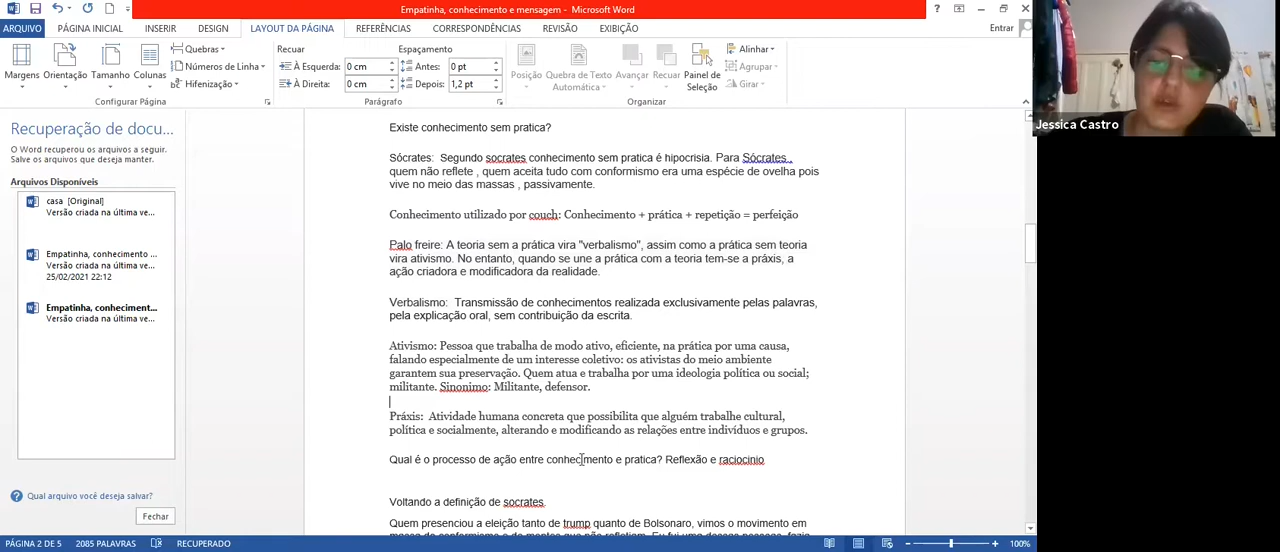 Empatinha, conhecimento e mensagem - Microsoft Word
ARQUIVO PÁGINA INICIAL INSERIR DESIGN LAYOUT DA PÁGINA REFERÊNCIAS CORRESPONDÊNCIAS REVISÃO EXIBIÇÃO Entrar
Margens
Orientação
Tamanho
Colunas
Quebras
Números de Linha
Hifenização
Configurar Página
Recuar
À Esquerda: 0 cm
À Direita: 0 cm
Espaçamento
Antes: 0 pt
Depois: 1,2 pt
Parágrafo
Posição
Quebra de Texto
Automática
Avançar
Recuar
Painel de
Seleção
Alinhar
Agrupar
Girar
Organizar
Jessica Castro
Recuperação de docu...
O Word recuperou os arquivos a seguir.
Salve os arquivos que deseja manter.
Arquivos Disponíveis
casa [Original]
Versão criada na última ve...
Empatinha, conhecimento ...
25/02/2021 22:12
Empatinha, conheciment...
Versão criada na última ve...
Qual arquivo você deseja salvar?
Fechar
Existe conhecimento sem pratica?
Sócrates: Segundo socrates conhecimento sem pratica é hipocrisia. Para Sócrates ,
quem não reflete , quem aceita tudo com conformismo era uma espécie de ovelha pois
vive no meio das massas , passivamente.
Conhecimento utilizado por couch: Conhecimento + prática + repetição = perfeição
Palo freire: A teoria sem a prática vira "verbalismo", assim como a prática sem teoria
vira ativismo. No entanto, quando se une a prática com a teoria tem-se a práxis, a
ação criadora e modificadora da realidade.
Verbalismo: Transmissão de conhecimentos realizada exclusivamente pelas palavras,
pela explicação oral, sem contribuição da escrita.
Ativismo: Pessoa que trabalha de modo ativo, eficiente, na prática por uma causa,
falando especialmente de um interesse coletivo: os ativistas do meio ambiente
garantem sua preservação. Quem atua e trabalha por uma ideologia política ou social;
militante. Sinonimo: Militante, defensor.
Práxis: Atividade humana concreta que possibilita que alguém trabalhe cultural,
política e socialmente, alterando e modificando as relações entre indivíduos e grupos.
Qual é o processo de ação entre conhecimento e pratica? Reflexão e raciocinio
Voltando a definição de socrates.
Quem presenciou a eleição tanto de trump quanto de Bolsonaro, vimos o movimento em
PÁGINA 2 DE 5 2085 PALAVRAS RECUPERADO 100%